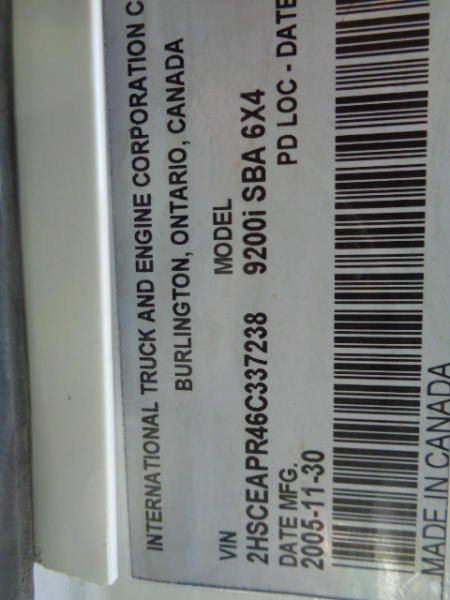 INTERNATIONAL TRUCK AND ENGINE CORPORATION C
BURLINGTON, ONTARIO, CANADA
VIN MODEL
2HSCEAPR46C337238 9200i SBA 6X4
DATE MFG. PD LOC - DATE
2005-11-30
MADE IN CANADA